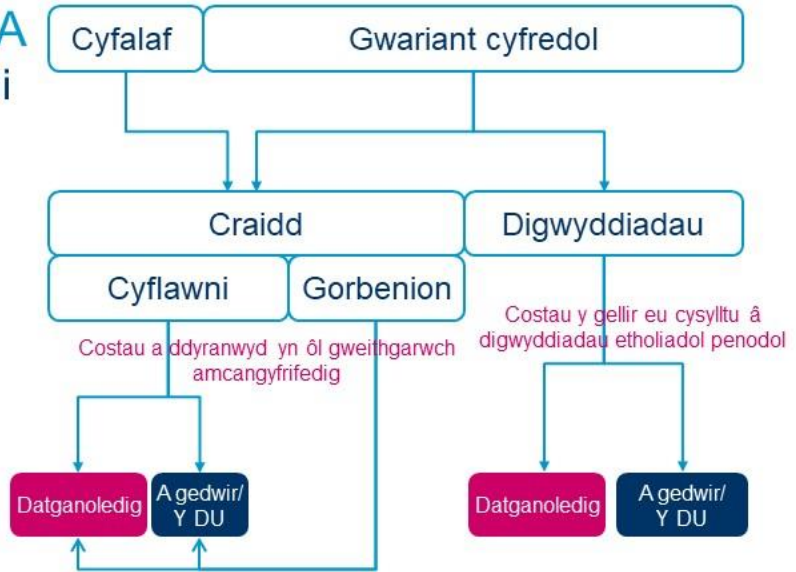 A
i
Cyfalaf
Gwariant cyfredol
Craidd
Digwyddiadau
Cyflawni
Gorbenion
Costau a ddyranwyd yn ôl gweithgarwch
amcangyfrifedig
Costau y gellir eu cysylltu â
digwyddiadau etholiadol penodol
Datganoledig
A gedwir/
Y DU
Datganoledig
A gedwir/
Y DU